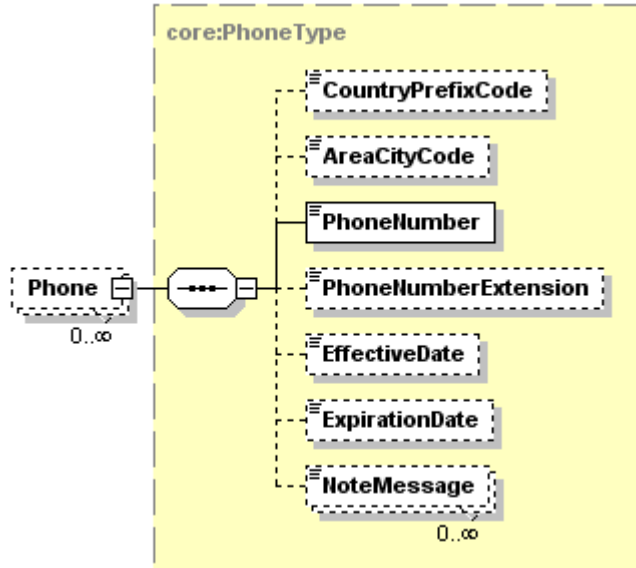 core:PhoneType
CountryPrefixCode
AreaCityCode
PhoneNumber
Phone
PhoneNumberExtension
0..∞
EffectiveDate
ExpirationDate
NoteMessage
0..∞